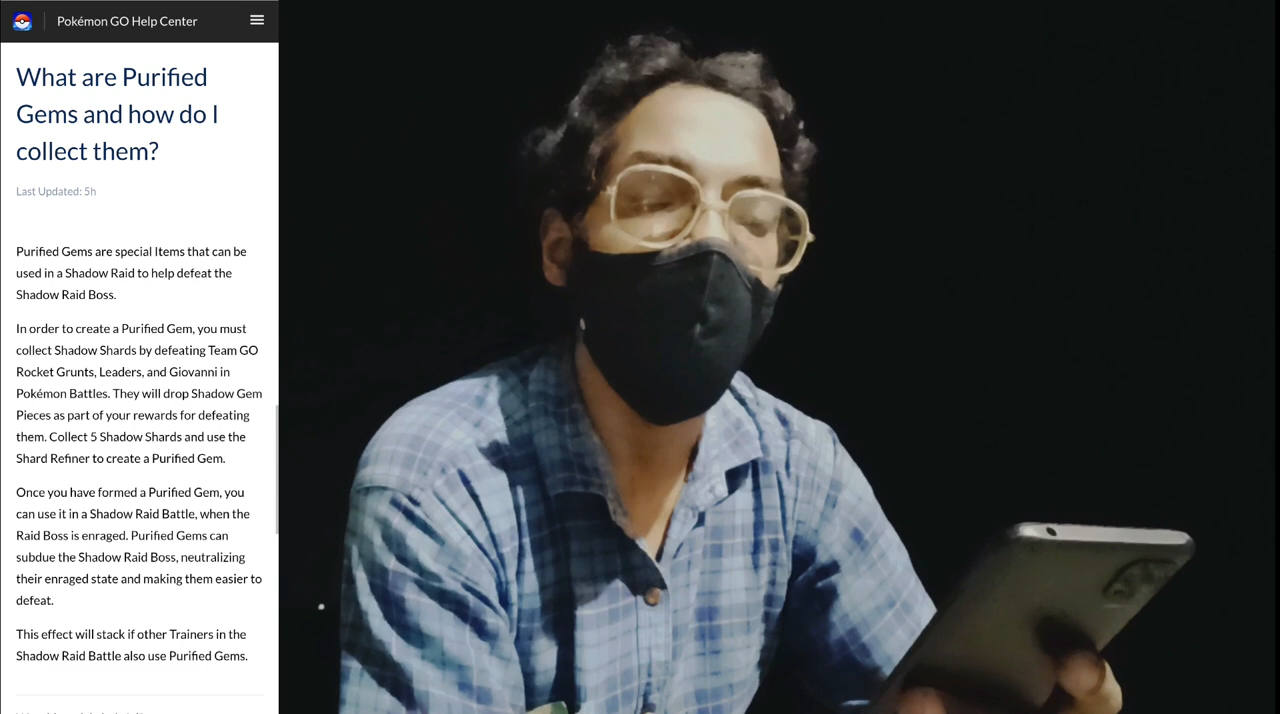 Pokémon GO Help Center
What are Purified
Gems and how do I
collect them?
Last Updated: 5h
Purified Gems are special Items that can be
used in a Shadow Raid to help defeat the
Shadow Raid Boss.
In order to create a Purified Gem, you must
collect Shadow Shards by defeating Team GO
Rocket Grunts, Leaders, and Giovanni in
Pokémon Battles. They will drop Shadow Gem
Pieces as part of your rewards for defeating
them. Collect 5 Shadow Shards and use the
Shard Refiner to create a Purified Gem.
Once you have formed a Purified Gem, you
can use it in a Shadow Raid Battle, when the
Raid Boss is enraged. Purified Gems can
subdue the Shadow Raid Boss, neutralizing
their enraged state and making them easier to
defeat.
This effect will stack if other Trainers in the
Shadow Raid Battle also use Purified Gems.